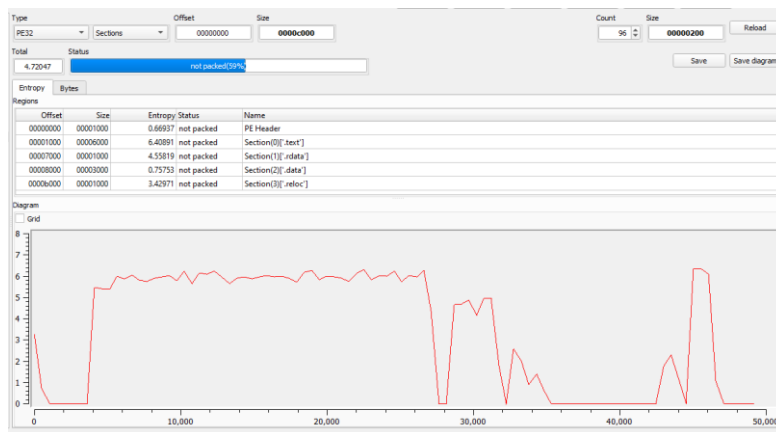 Type Offset Size Count Size
PE32 Sections 00000000 0000c000 96 00000200 Reload
Total Status
4.72047 not packed(59%) Save Save diagram
Entropy Bytes
Regions
Offset Size Entropy Status Name
00000000 00001000 0.66937 not packed PE Header
00001000 00006000 6.40891 not packed Section(0)['.text']
00007000 00001000 4.55819 not packed Section(1)['.rdata']
00008000 00003000 0.75753 not packed Section(2)['.data']
0000b000 00001000 3.42971 not packed Section(3)['.reloc']
Diagram
Grid
8
7
6
5
4
3
2
1
0
0 10,000 20,000 30,000 40,000 50,000